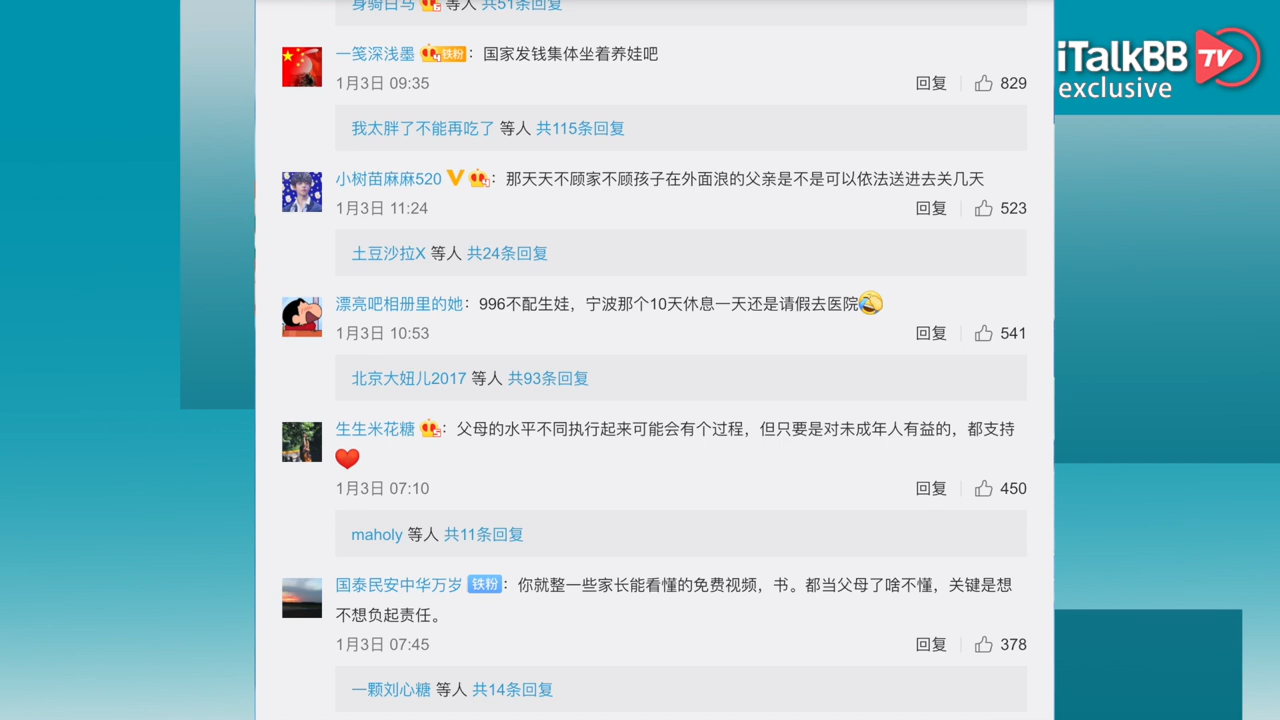 身骑白马 等人 共51条回复
一笺深浅墨 铁粉：国家发钱集体坐着养娃吧
1月3日 09:35 回复 829
我太胖了不能再吃了 等人 共115条回复
小树苗麻麻520：那天天不顾家不顾孩子在外面浪的父亲是不是可以依法送进去关几天
1月3日 11:24 回复 523
土豆沙拉X 等人 共24条回复
漂亮吧相册里的她：996不配生娃，宁波那个10天休息一天还是请假去医院
1月3日 10:53 回复 541
北京大妞儿2017 等人 共93条回复
生生米花糖：父母的水平不同执行起来可能会有个过程，但只要是对未成年人有益的，都支持
1月3日 07:10 回复 450
maholy 等人 共11条回复
国泰民安中华万岁 铁粉：你就整一些家长能看懂的免费视频，书。都当父母了啥不懂，关键是想
不想负起责任。
1月3日 07:45 回复 378
一颗刘心糖 等人 共14条回复
iTalkBB TV
exclusive